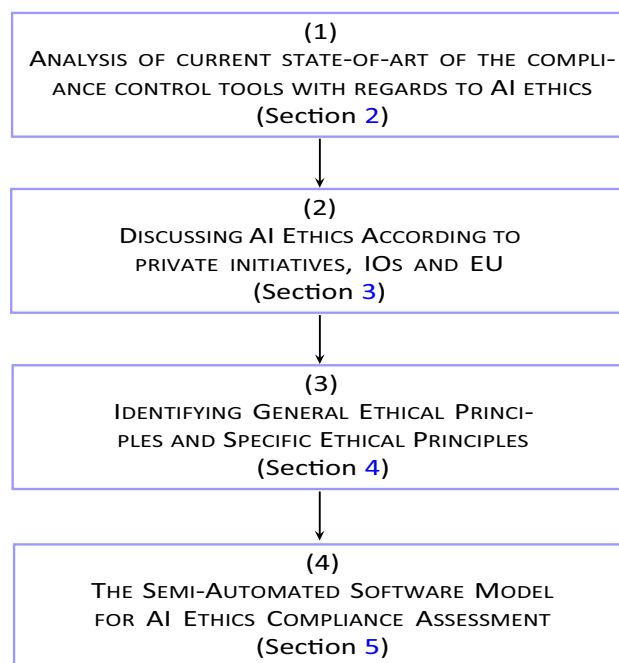 (1)
ANALYSIS OF CURRENT STATE-OF-ART OF THE COMPLI-
ANCE CONTROL TOOLS WITH REGARDS TO AI ETHICS
(Section 2)
(2)
DISCUSSING AI ETHICS ACCORDING TO
PRIVATE INITIATIVES, IOS AND EU
(Section 3)
(3)
IDENTIFYING GENERAL ETHICAL PRINCI-
PLES AND SPECIFIC ETHICAL PRINCIPLES
(Section 4)
(4)
THE SEMI-AUTOMATED SOFTWARE MODEL
FOR AI ETHICS COMPLIANCE ASSESSMENT
(Section 5)